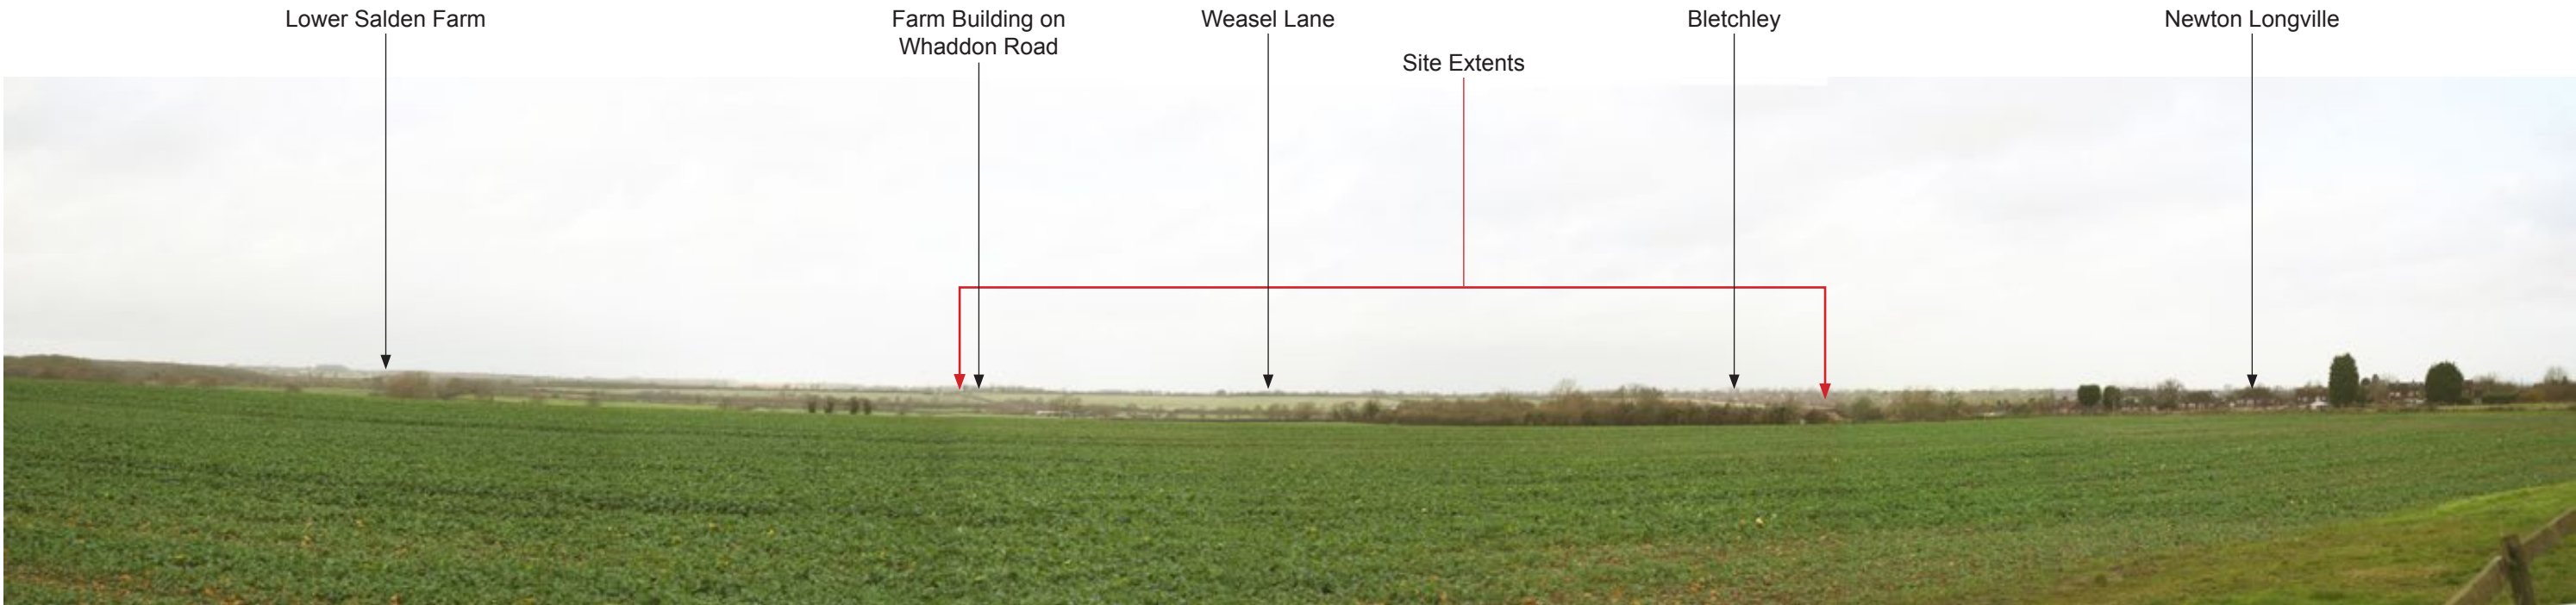 Lower Salden Farm
Farm Building on
Whaddon Road
Weasel Lane
Site Extents
Bletchley
Newton Longville